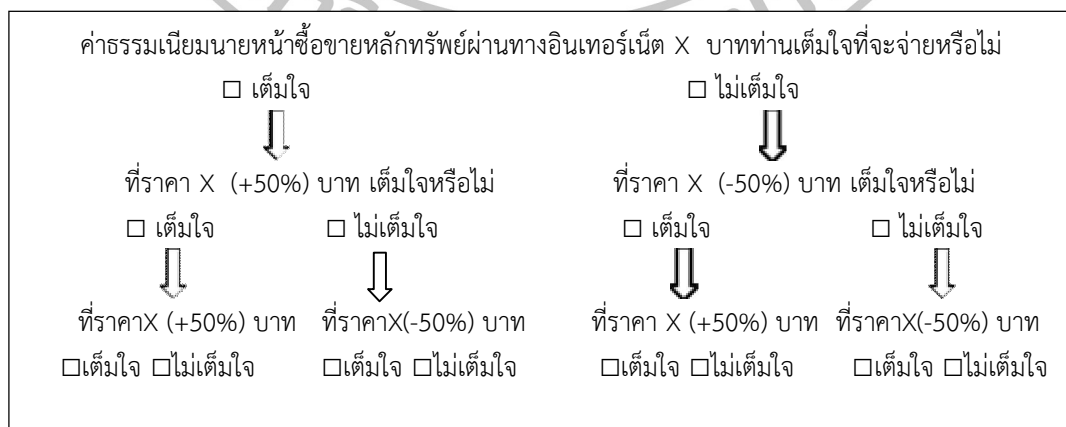 ค่าธรรมเนียมนายหน้าซื้อขายหลักทรัพย์ผ่านทางอินเทอร์เน็ต X บาทท่านเต็มใจที่จะจ่ายหรือไม่
□ เต็มใจ □ ไม่เต็มใจ
ที่ราคา X (+50%) บาท เต็มใจหรือไม่ ที่ราคา X (-50%) บาท เต็มใจหรือไม่
□ เต็มใจ □ ไม่เต็มใจ □ เต็มใจ □ ไม่เต็มใจ
ที่ราคาX (+50%) บาท ที่ราคาX(-50%) บาท ที่ราคา X (+50%) บาท ที่ราคาX(-50%) บาท
□เต็มใจ □ไม่เต็มใจ □เต็มใจ □ไม่เต็มใจ □เต็มใจ □ไม่เต็มใจ □เต็มใจ □ไม่เต็มใจ